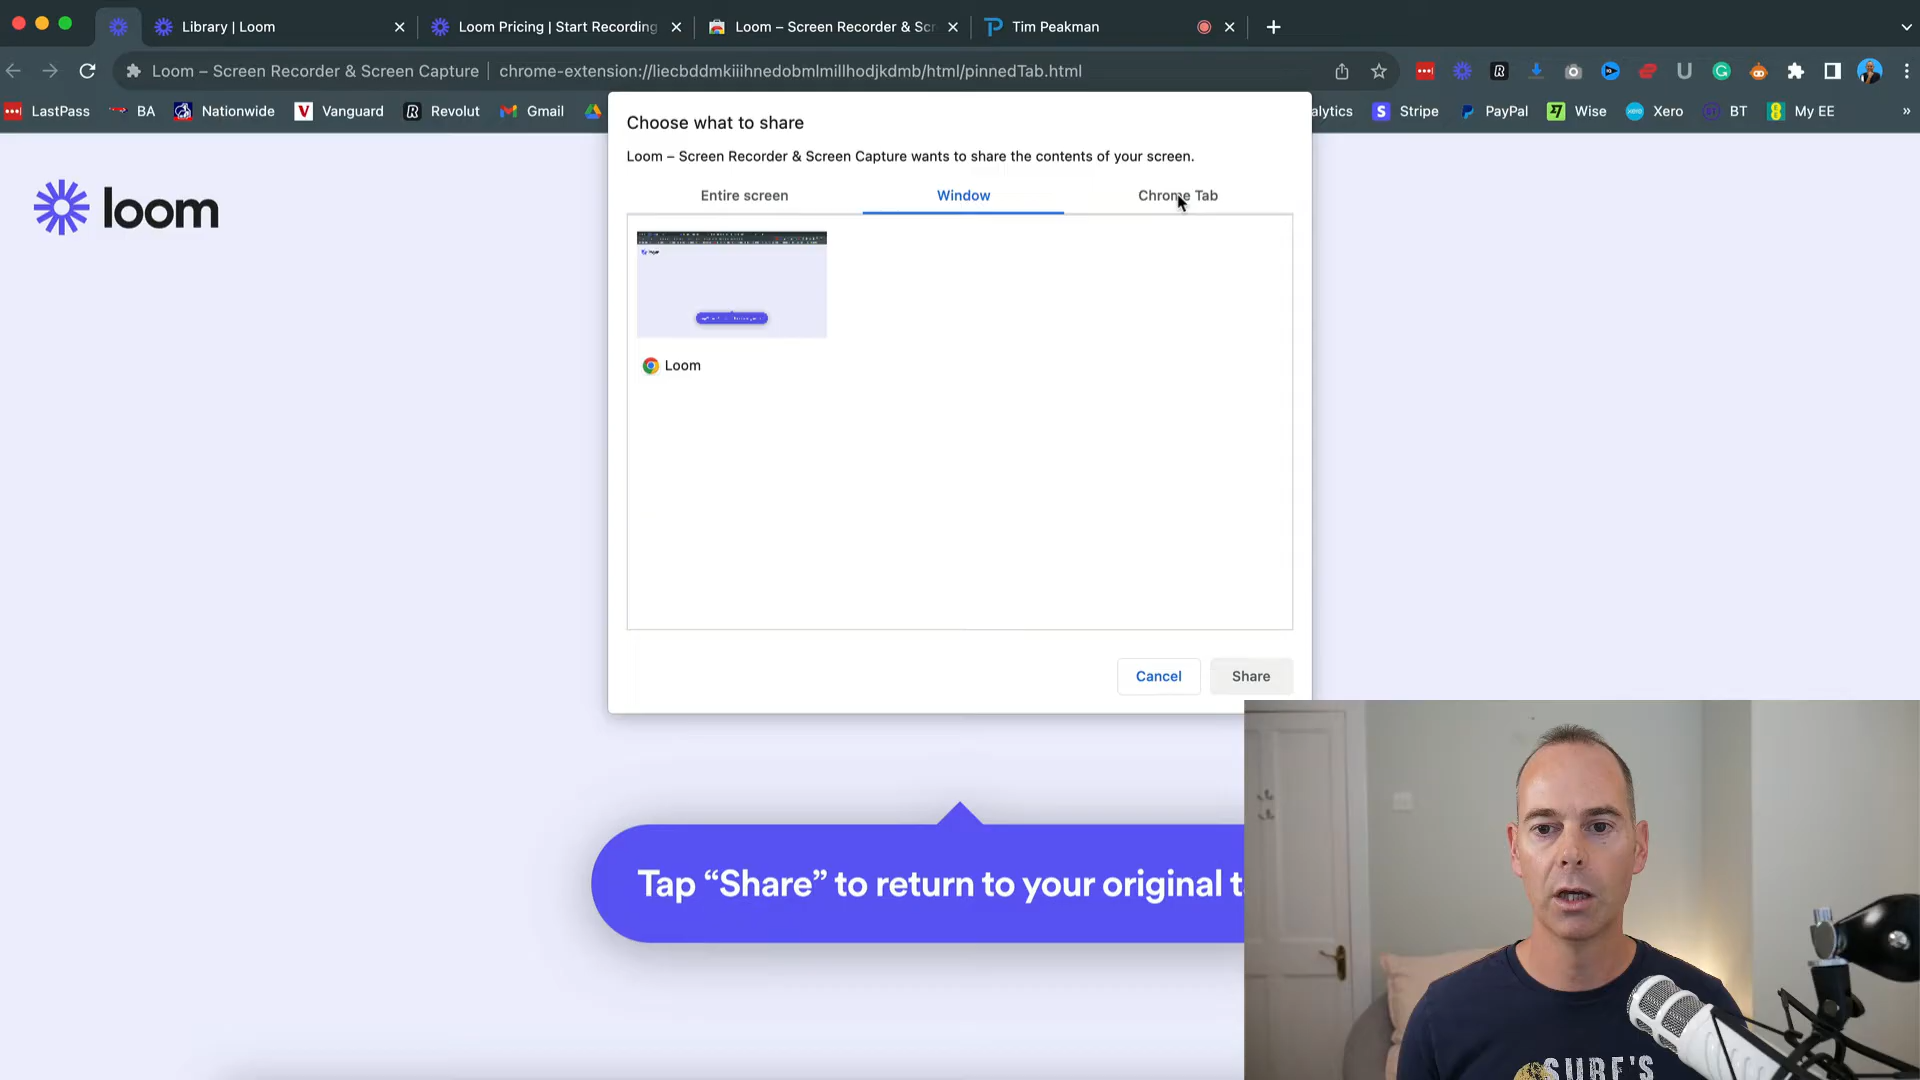 Library | Loom
Loom Pricing | Start Recording
Loom – Screen Recorder & Scr
Tim Peakman
Loom – Screen Recorder & Screen Capture
chrome-extension://liecbddmkiiihnedobmlmillhodjkdmb/html/pinnedTab.html
LastPass
BA
Nationwide
Vanguard
Revolut
Gmail
alytics
Stripe
PayPal
Wise
Xero
BT
My EE
loom
Choose what to share
Loom – Screen Recorder & Screen Capture wants to share the contents of your screen.
Entire screen
Window
Chrome Tab
Loom
Cancel
Share
Tap “Share” to return to your original t
SURF'S